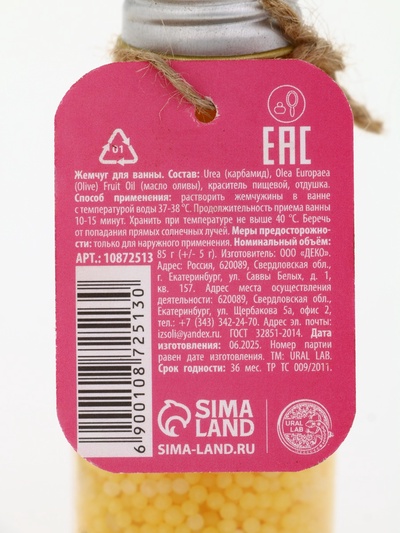 01
EAC
Жемчуг для ванны. Состав: Urea (карбамид), Olea Europaea
(Olive) Fruit Oil (масло оливы), краситель пищевой, отдушка.
Способ применения: растворить жемчужины в ванне
с температурой воды 37-38 °С. Продолжительность приема ванны
10-15 минут. Хранить при температуре не выше 40 °С. Беречь
от попадания прямых солнечных лучей. Меры предосторожно-
сти: только для наружного применения. Номинальный объём:
АРТ.: 10872513 85 г (+/- 5 г). Изготовитель: ООО «ДЕКО».
Адрес: Россия, 620089, Свердловская обл.,
г. Екатеринбург, ул. Саввы Белых, д. 1,
кв. 157. Адрес места осуществления
деятельности: 620089, Свердловская обл.,
Екатеринбург, ул. Щербакова 5а, офис 2,
тел.: +7 (343) 342-24-70. Адрес эл. почты:
izsoli@yandex.ru. ГОСТ 32851-2014. Дата
изготовления: 06.2025. Номер партии
равен дате изготовления. ТМ: URAL LAB.
Срок годности: 36 мес. ТР ТС 009/2011.
6 900108 725130
SIMA
LAND
SIMA-LAND.RU
URAL
LAB